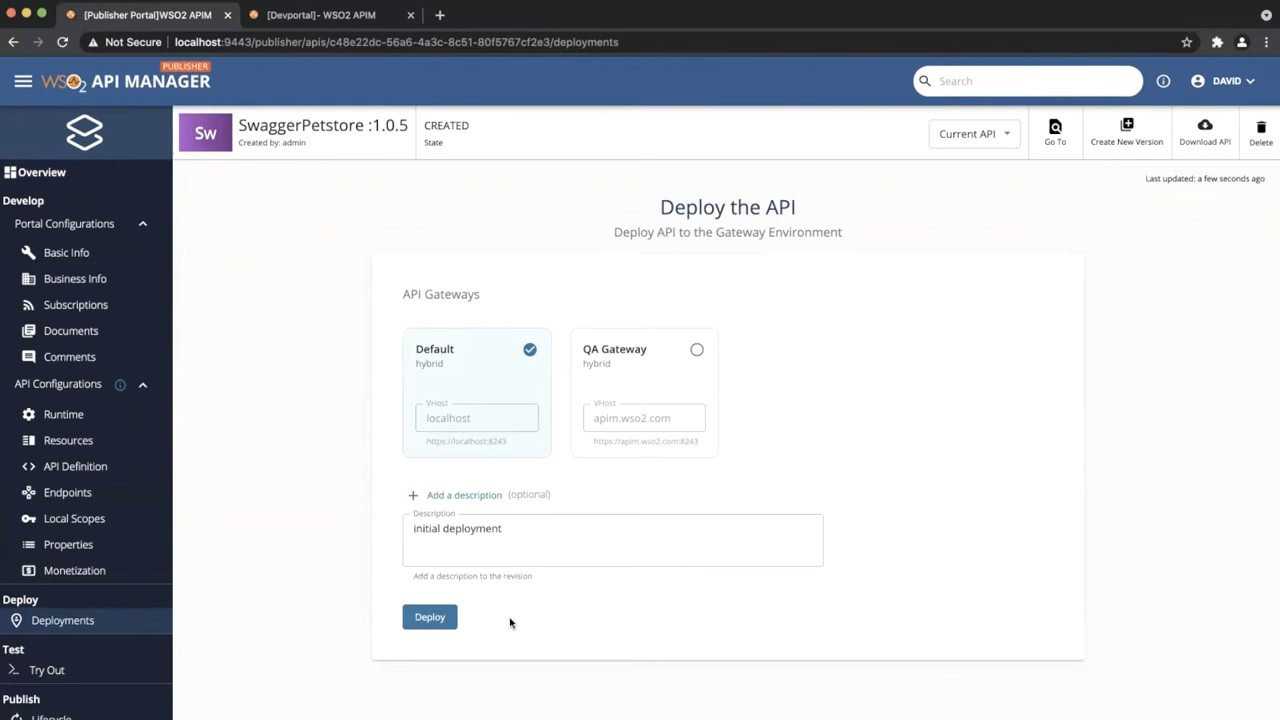 [Publisher Portal]WSO2 APIM
[Devportal]- WSO2 APIM
Not Secure
localhost:9443/publisher/apis/c48e22dc-56a6-4a3c-8c51-80f5767cf2e3/deployments
PUBLISHER
WSO2 API MANAGER
Search
DAVID
Sw
SwaggerPetstore :1.0.5
Created by: admin
CREATED
State
Current API
Go To
Create New Version
Download API
Delete
Last updated: a few seconds ago
Overview
Develop
Portal Configurations
Basic Info
Business Info
Subscriptions
Documents
Comments
API Configurations
Runtime
Resources
API Definition
Endpoints
Local Scopes
Properties
Monetization
Deploy
Deployments
Test
Try Out
Publish
Lifecycle
Deploy the API
Deploy API to the Gateway Environment
API Gateways
Default
hybrid
VHost
localhost
https://localhost:8243
QA Gateway
hybrid
VHost
apim.wso2.com
https://apim.wso2.com:8243
Add a description (optional)
Description
initial deployment
Add a description to the revision
Deploy